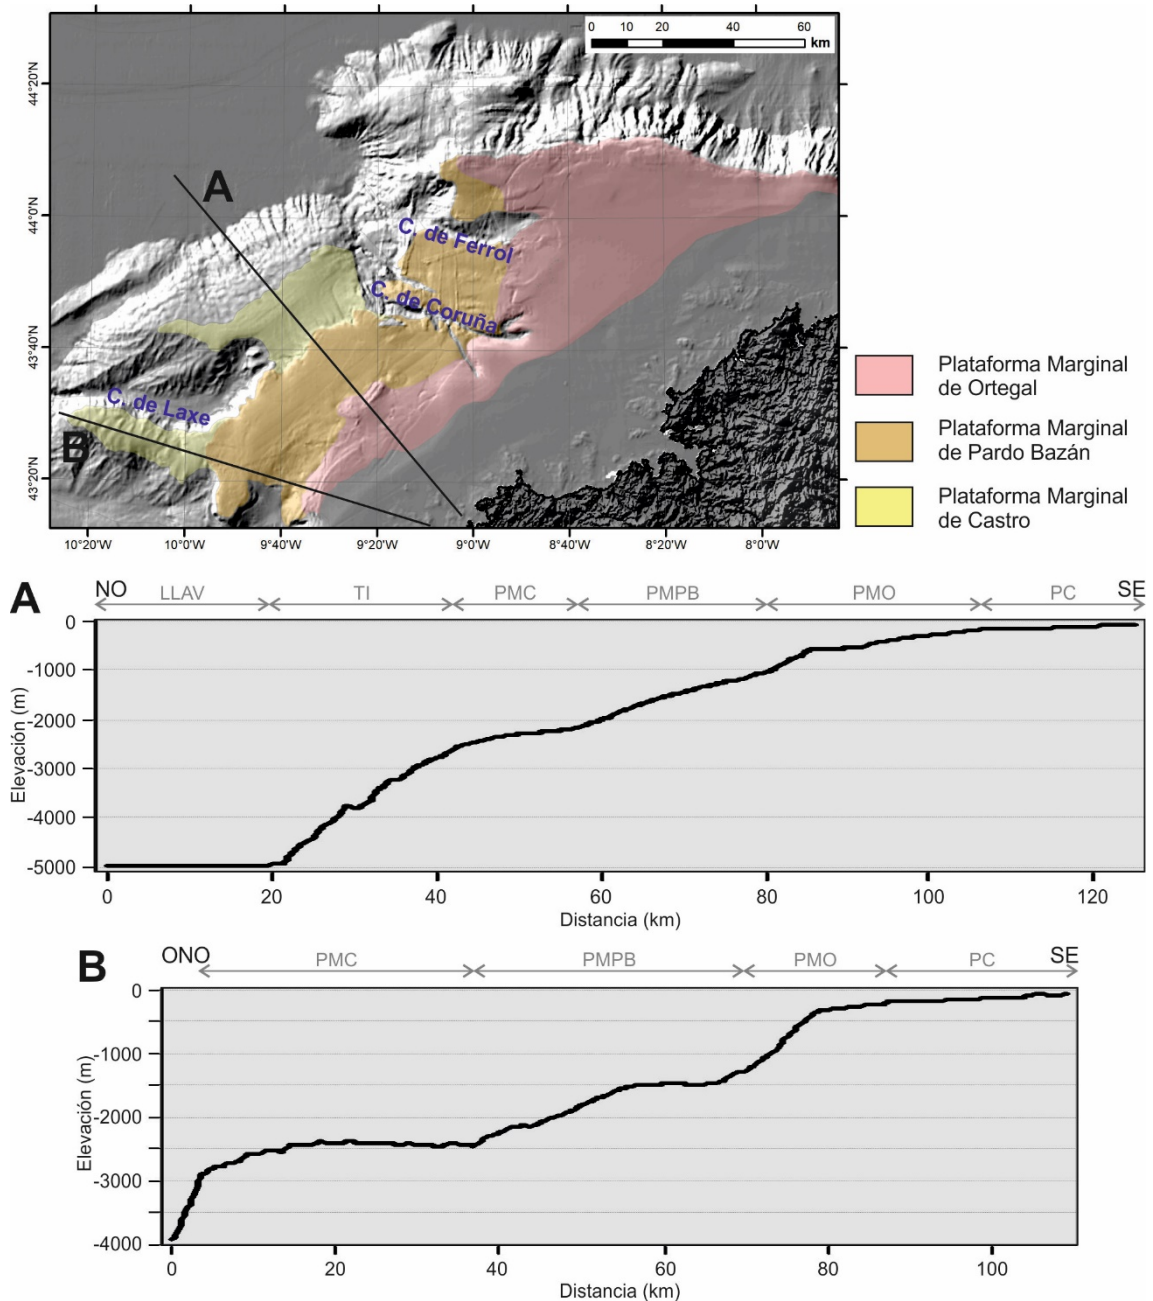 0 10 20 40 60
km
44°20'N
44°0'N
43°40'N
43°20'N
A
C. de Ferrol
C. de Coruña
C. de Laxe
B
10°20'W 10°0'W 9°40'W 9°20'W 9°0'W 8°40'W 8°20'W 8°0'W
Plataforma Marginal
de Ortegal
Plataforma Marginal
de Pardo Bazán
Plataforma Marginal
de Castro
A
NO LLAV TI PMC PMPB PMO PC SE
Elevación (m)
0
-1000
-2000
-3000
-4000
-5000
0 20 40 60 80 100 120
Distancia (km)
B
ONO PMC PMPB PMO PC SE
Elevación (m)
0
-1000
-2000
-3000
-4000
0 20 40 60 80 100
Distancia (km)